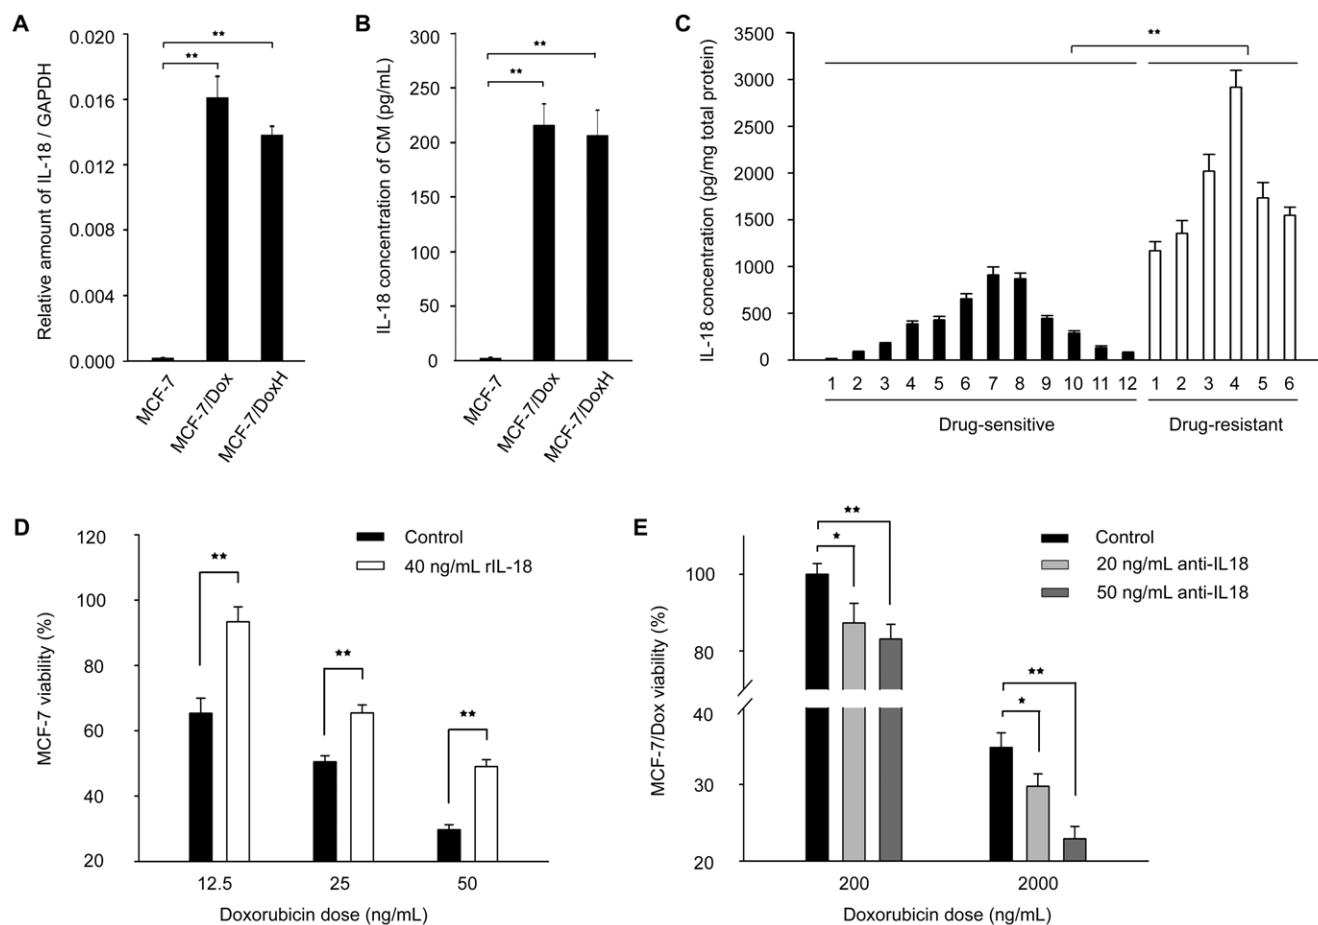 A
Relative amount of IL-18 / GAPDH
0.020
0.016
0.012
0.008
0.004
0.000
★★
★★
MCF-7
MCF-7/Dox
MCF-7/DoxH
B
IL-18 concentration of CM (pg/mL)
300
250
200
150
100
50
0
★★
★★
MCF-7
MCF-7/Dox
MCF-7/DoxH
C
IL-18 concentration (pg/mg total protein)
3500
3000
2500
2000
1500
1000
500
0
★★
1 2 3 4 5 6 7 8 9 10 11 12 1 2 3 4 5 6
Drug-sensitive Drug-resistant
D
MCF-7 viability (%)
120
100
80
60
40
20
Control
40 ng/mL rIL-18
★★
★★
★★
12.5 25 50
Doxorubicin dose (ng/mL)
E
MCF-7/Dox viability (%)
100
80
40
30
20
Control
20 ng/mL anti-IL18
50 ng/mL anti-IL18
★★
★
★★
★
200 2000
Doxorubicin dose (ng/mL)